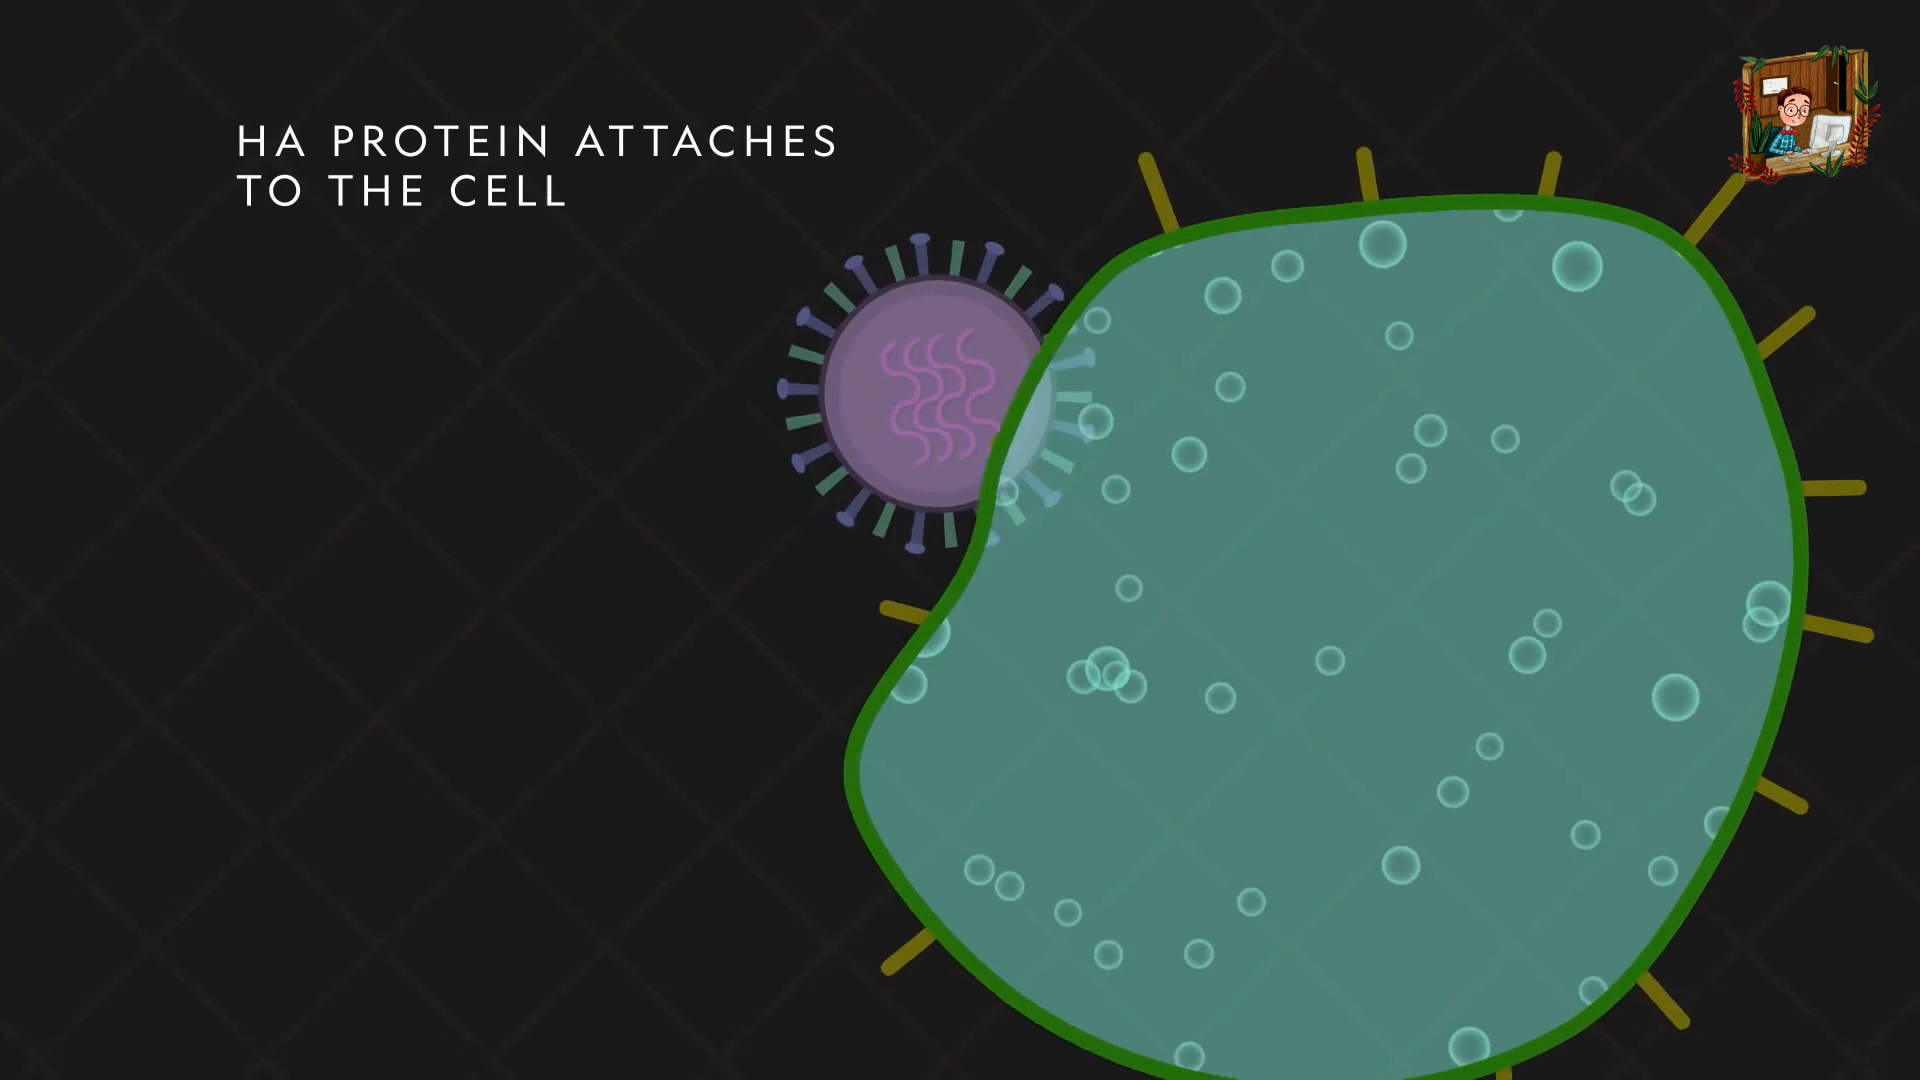 HA PROTEIN ATTACHES
TO THE CELL